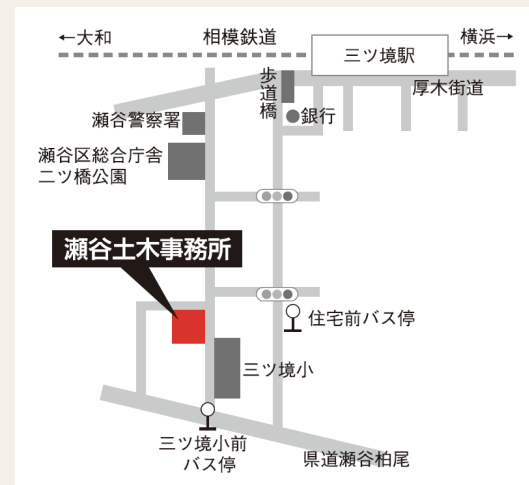 ←大和
相模鉄道
三ツ境駅
横浜→
厚木街道
歩道橋
銀行
瀬谷警察署
瀬谷区総合庁舎
二ツ橋公園
瀬谷土木事務所
住宅前バス停
三ツ境小
三ツ境小前
バス停
県道瀬谷柏尾